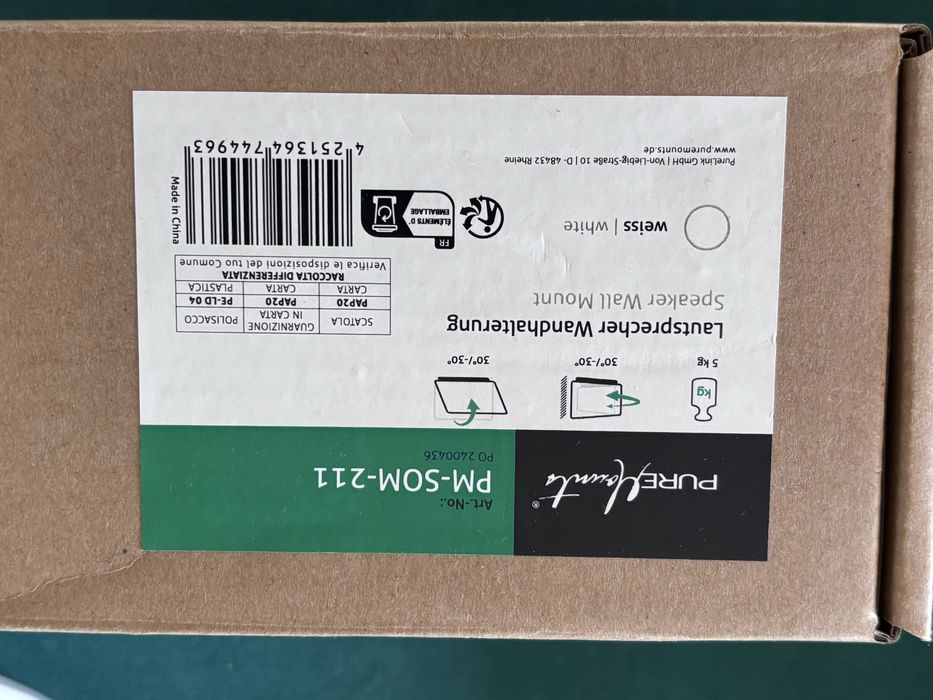 PUREMounts®
Art.-No.:
PM-SOM-211
PO 2400436
kg
5 kg
30°/-30°
30°/-30°
Lautsprecher Wandhalterung
Speaker Wall Mount
weiss | white
PureLink GmbH | Von-Liebig-Straße 10 | D- 48432 Rheine
www.puremounts.de
SCATOLA GUARNIZIONE IN CARTA POLISACCO
PAP20 PAP20 PE-LD 04
CARTA CARTA PLASTICA
RACCOLTA DIFFERENZIATA
Verifica le disposizioni del tuo Comune
FR
ÉLÉMENTS D'
EMBALLAGE
Made in China
4 251364 744963